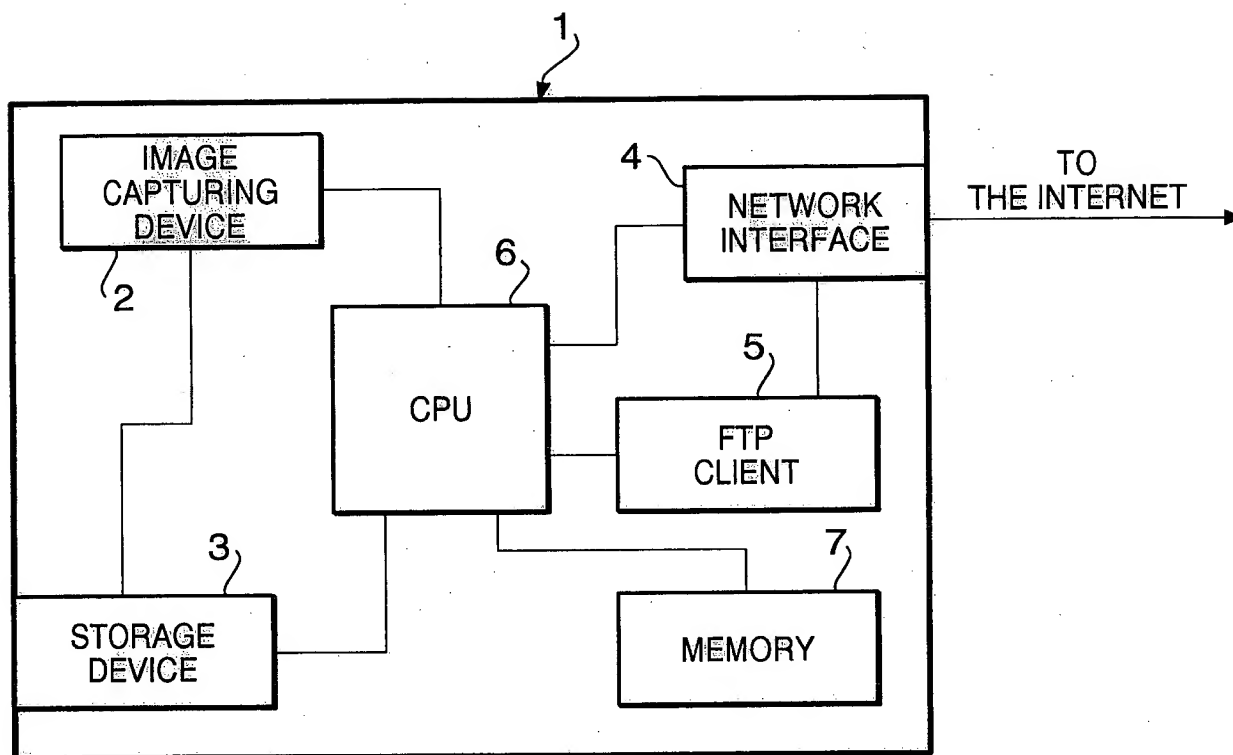 1
IMAGE
CAPTURING
DEVICE
2
4
NETWORK
INTERFACE
TO
THE INTERNET
6
CPU
5
FTP
CLIENT
3
STORAGE
DEVICE
7
MEMORY